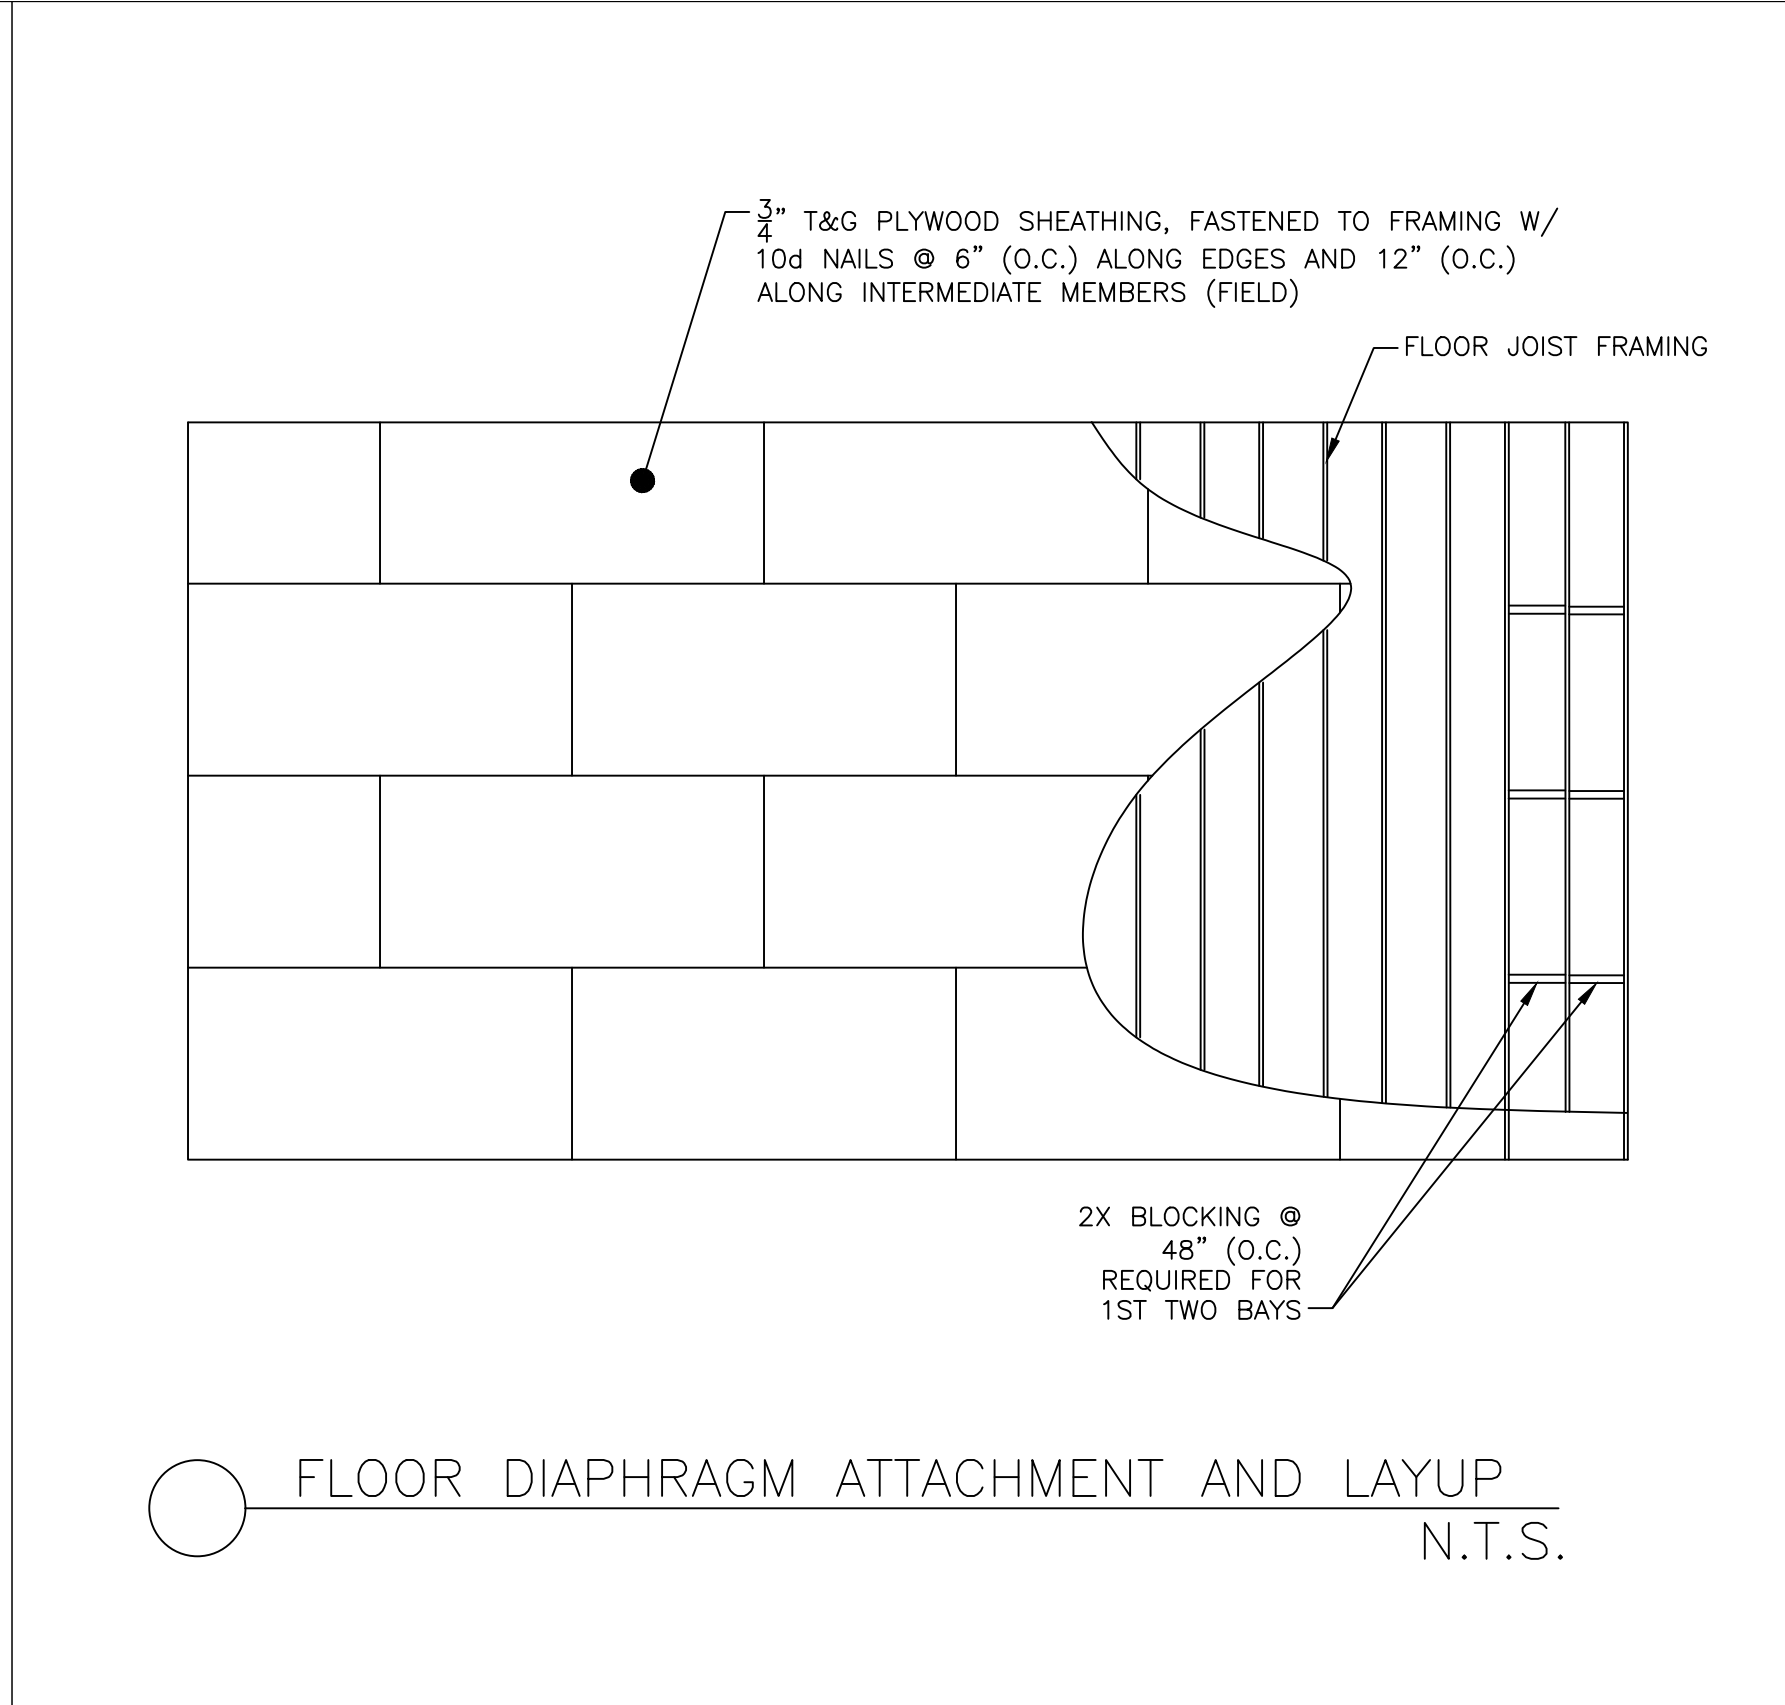 3/4" T&G PLYWOOD SHEATHING, FASTENED TO FRAMING W/
10d NAILS @ 6" (O.C.) ALONG EDGES AND 12" (O.C.)
ALONG INTERMEDIATE MEMBERS (FIELD)
FLOOR JOIST FRAMING
2X BLOCKING @
48" (O.C.)
REQUIRED FOR
1ST TWO BAYS
FLOOR DIAPHRAGM ATTACHMENT AND LAYUP
N.T.S.